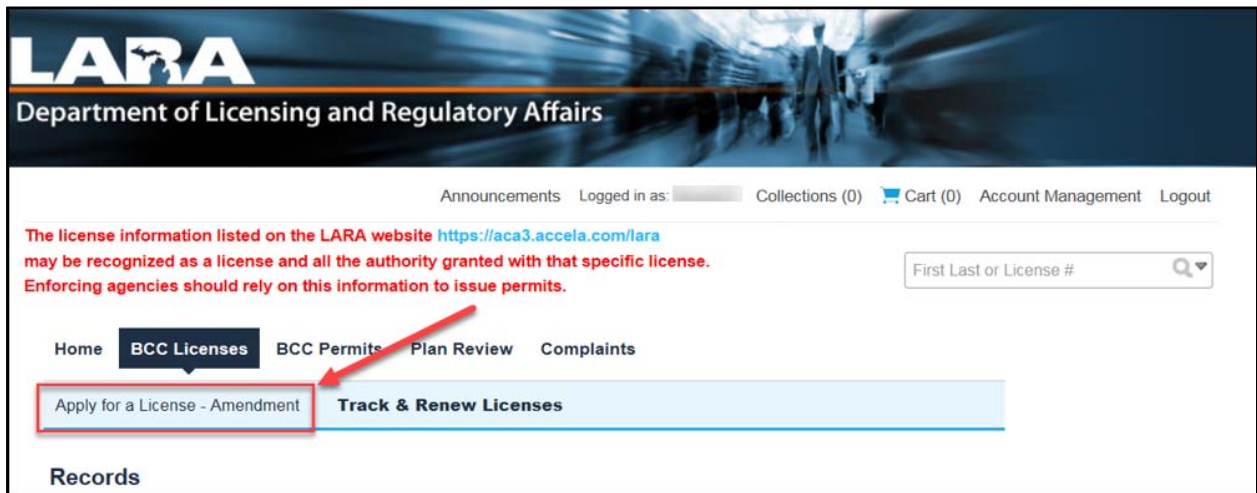 LARA
Department of Licensing and Regulatory Affairs
Announcements Logged in as: Collections (0) Cart (0) Account Management Logout
The license information listed on the LARA website https://aca3.accela.com/lara
may be recognized as a license and all the authority granted with that specific license.
Enforcing agencies should rely on this information to issue permits.
First Last or License #
Home BCC Licenses BCC Permits Plan Review Complaints
Apply for a License - Amendment Track & Renew Licenses
Records